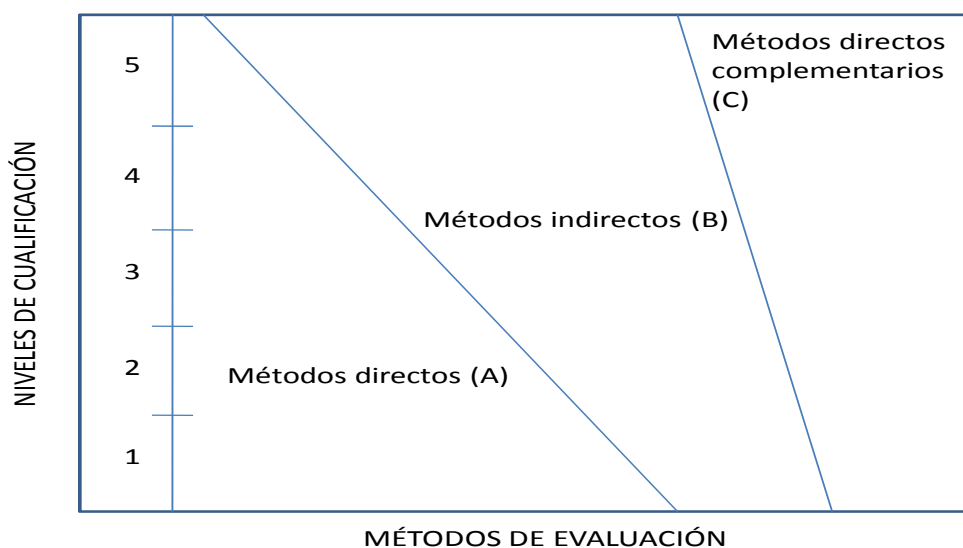 Métodos directos
complementarios
(C)
5
4
Métodos indirectos (B)
3
2
Métodos directos (A)
1
NIVELES DE CUALIFICACIÓN
MÉTODOS DE EVALUACIÓN